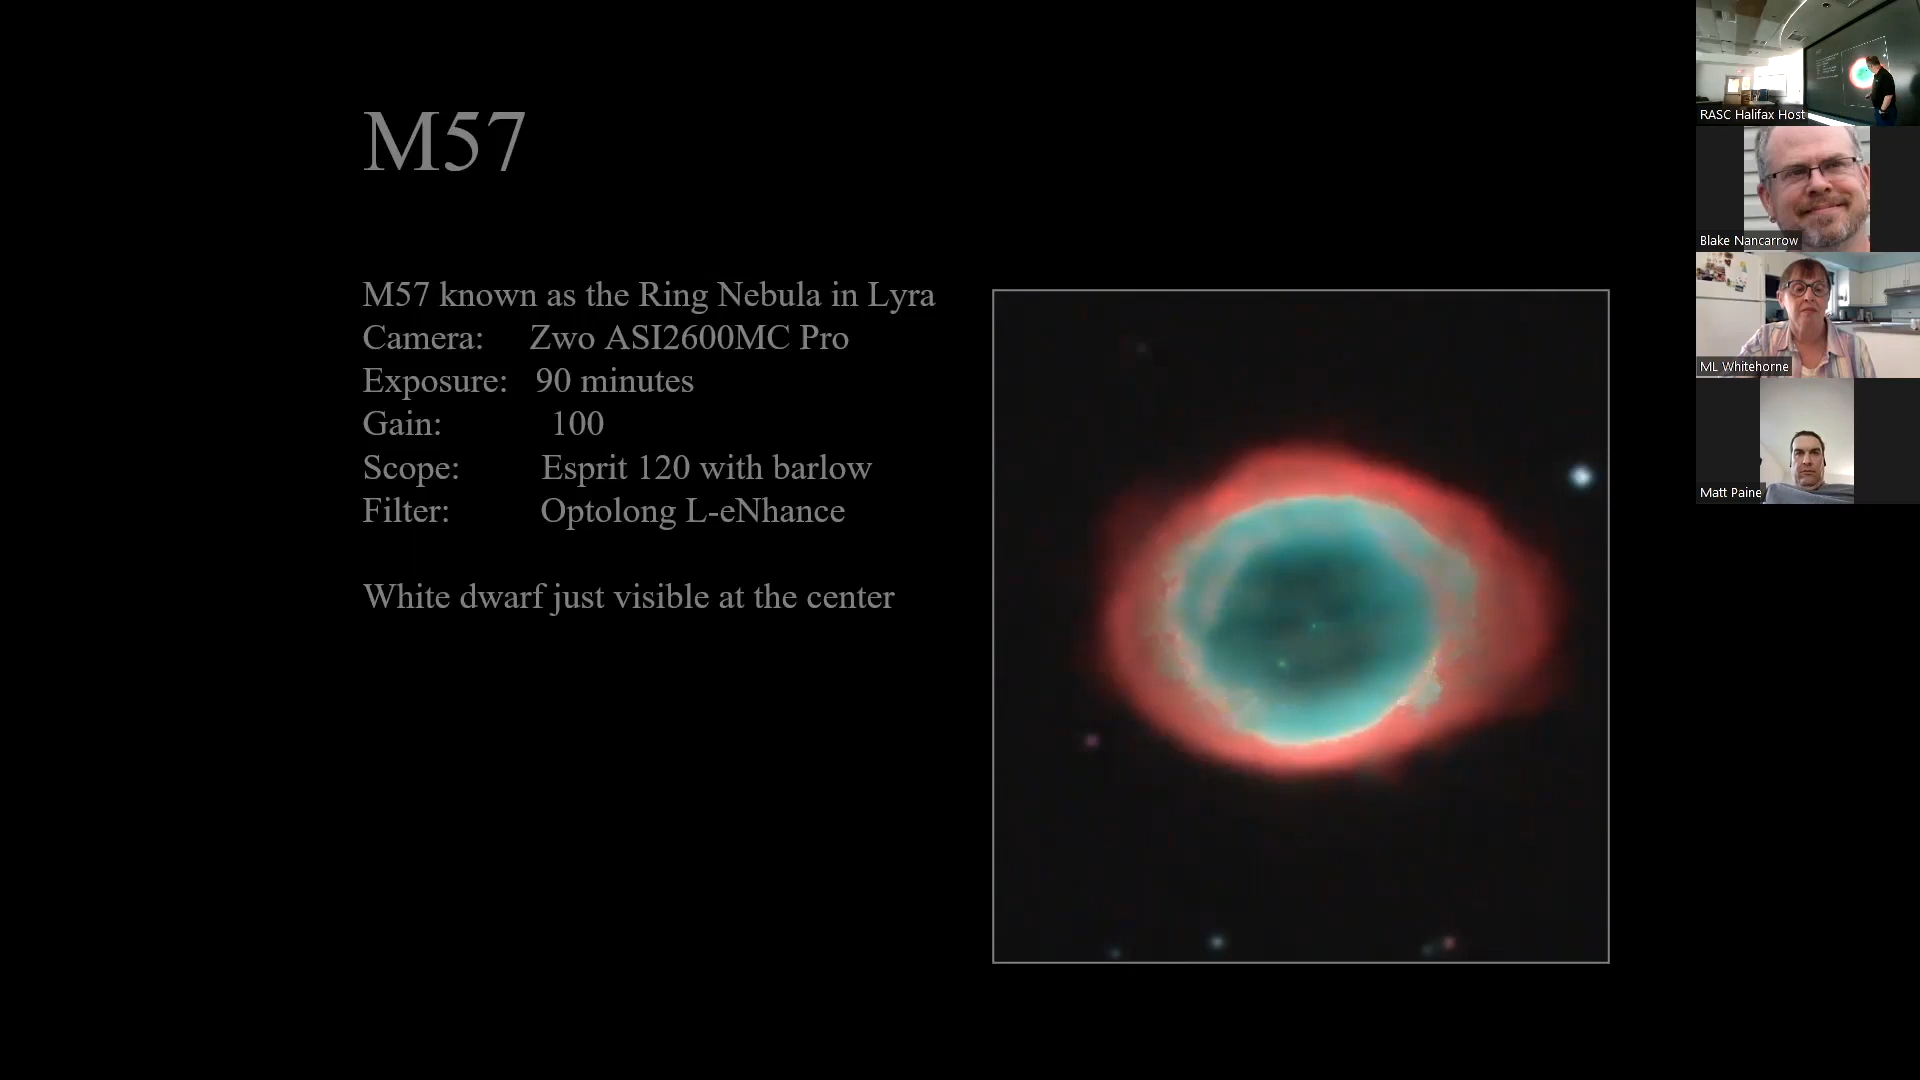 M57
M57 known as the Ring Nebula in Lyra
Camera: Zwo ASI2600MC Pro
Exposure: 90 minutes
Gain: 100
Scope: Esprit 120 with barlow
Filter: Optolong L-eNhance
White dwarf just visible at the center
RASC Halifax Host
Blake Nancarrow
ML Whitehorne
Matt Paine